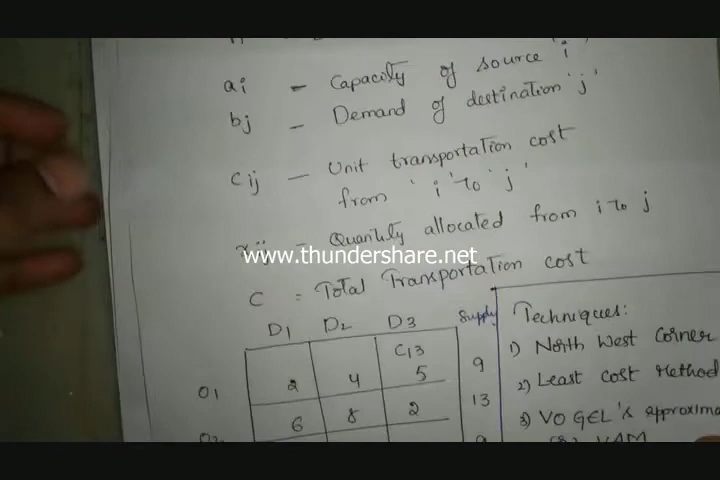 ai - Capacity of source 'i'
bj - Demand of destination 'j'
cij - Unit transportation cost
from 'i' to 'j'
xij = Quantity allocated from i to j
www.thundershare.net
C = Total Transportation cost
D1 D2 D3 Supply
C13
O1 2 4 5 9
6 8 2 13
Techniques:
1) North West Corner
2) Least cost Method
3) VOGEL's approxima
VAM